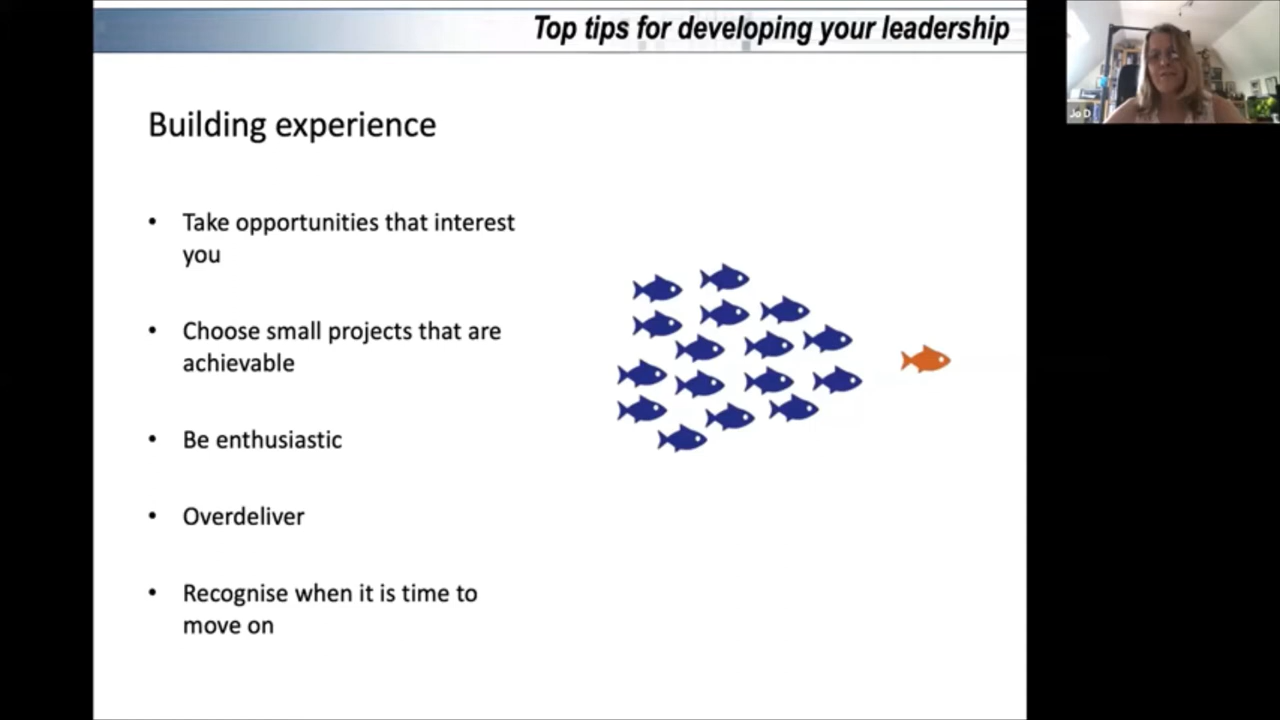 Top tips for developing your leadership
Jo D
Building experience
• Take opportunities that interest
you
• Choose small projects that are
achievable
• Be enthusiastic
• Overdeliver
• Recognise when it is time to
move on